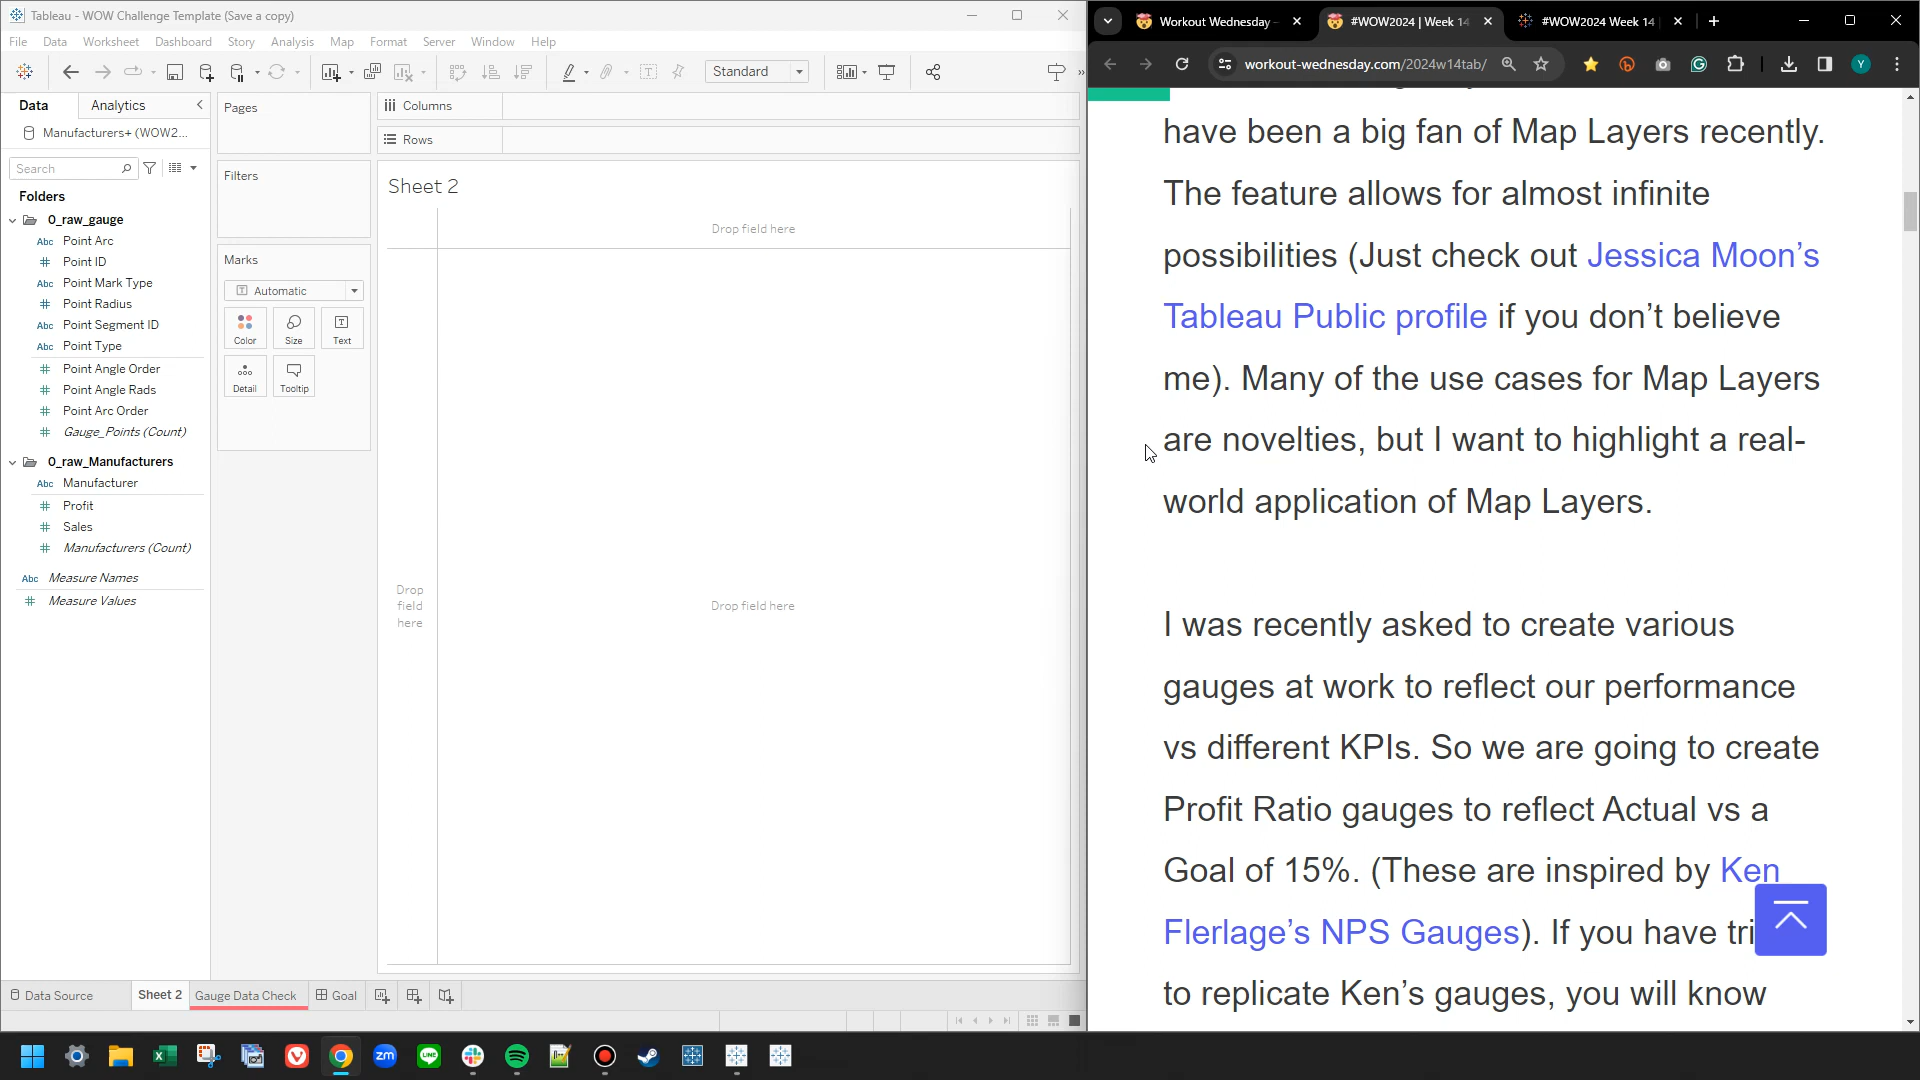 Tableau - WOW Challenge Template (Save a copy)
File Data Worksheet Dashboard Story Analysis Map Format Server Window Help
Standard
Data Analytics
Manufacturers+ (WOW2...
Search
Folders
0_raw_gauge
Abc Point Arc
Point ID
Abc Point Mark Type
Point Radius
Abc Point Segment ID
Abc Point Type
Point Angle Order
Point Angle Rads
Point Arc Order
Gauge_Points (Count)
0_raw_Manufacturers
Abc Manufacturer
Profit
Sales
Manufacturers (Count)
Abc Measure Names
Measure Values
Pages
Filters
Marks
Automatic
Color Size Text
Detail Tooltip
Columns
Rows
Sheet 2
Drop field here
Drop
field
here
Drop field here
Data Source Sheet 2 Gauge Data Check Goal
Workout Wednesday - #WOW2024 | Week 14 #WOW2024 Week 14
workout-wednesday.com/2024w14tab/
Y
have been a big fan of Map Layers recently.
The feature allows for almost infinite
possibilities (Just check out Jessica Moon's
Tableau Public profile if you don't believe
me). Many of the use cases for Map Layers
are novelties, but I want to highlight a real-
world application of Map Layers.
I was recently asked to create various
gauges at work to reflect our performance
vs different KPIs. So we are going to create
Profit Ratio gauges to reflect Actual vs a
Goal of 15%. (These are inspired by Ken
Flerlage's NPS Gauges). If you have tri
to replicate Ken's gauges, you will know
zm
LINE